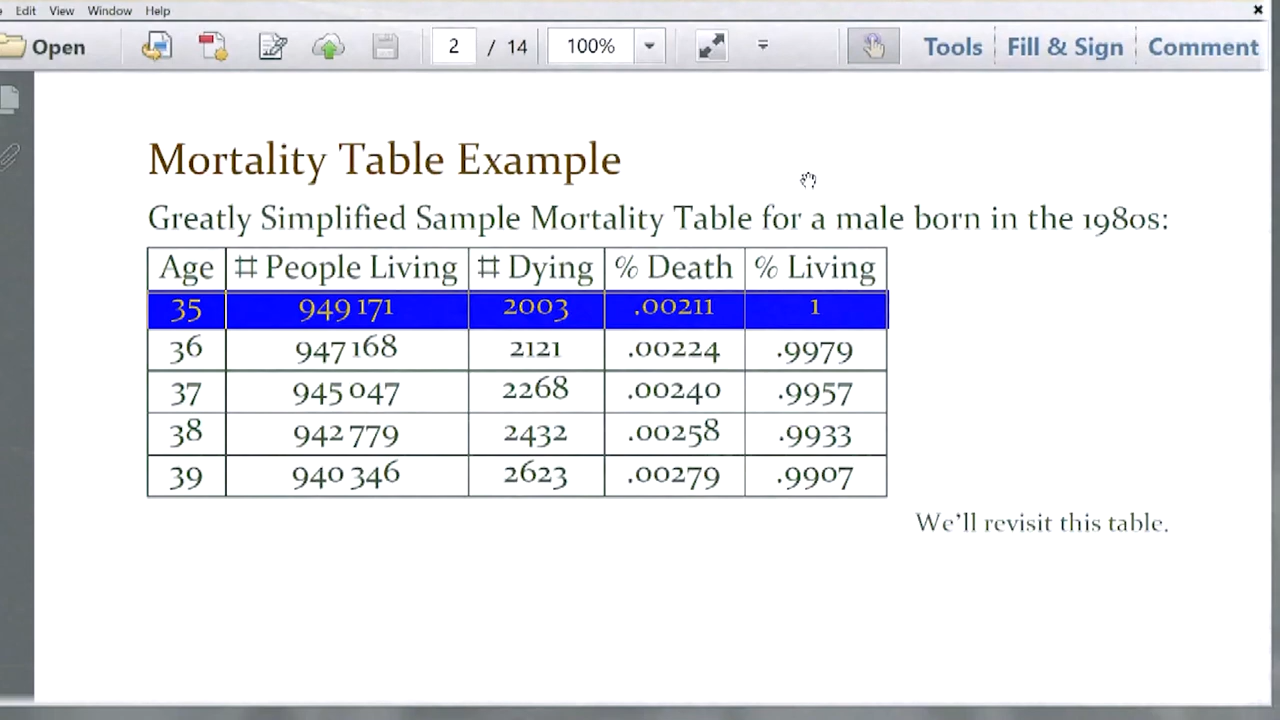 Edit View Window Help
Open 2 / 14 100% Tools Fill & Sign Comment
Mortality Table Example
Greatly Simplified Sample Mortality Table for a male born in the 1980s:
Age # People Living # Dying % Death % Living
35 949 171 2003 .00211 1
36 947 168 2121 .00224 .9979
37 945 047 2268 .00240 .9957
38 942 779 2432 .00258 .9933
39 940 346 2623 .00279 .9907
We'll revisit this table.